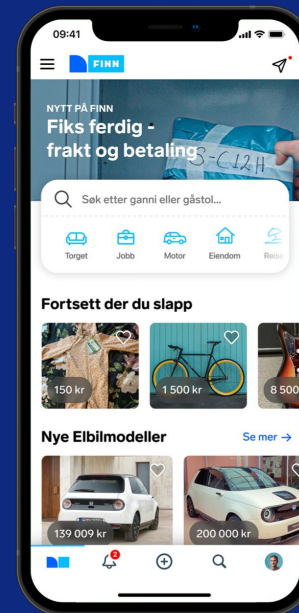 09:41
FINN
NYTT PÅ FINN
Fiks ferdig -
frakt og betaling
S-C12H
Søk etter ganni eller gåstol...
Torget Jobb Motor Eiendom Reise
Fortsett der du slapp
150 kr 1 500 kr 8 500
Nye Elbilmodeller Se mer →
139 009 kr 200 000 kr
2